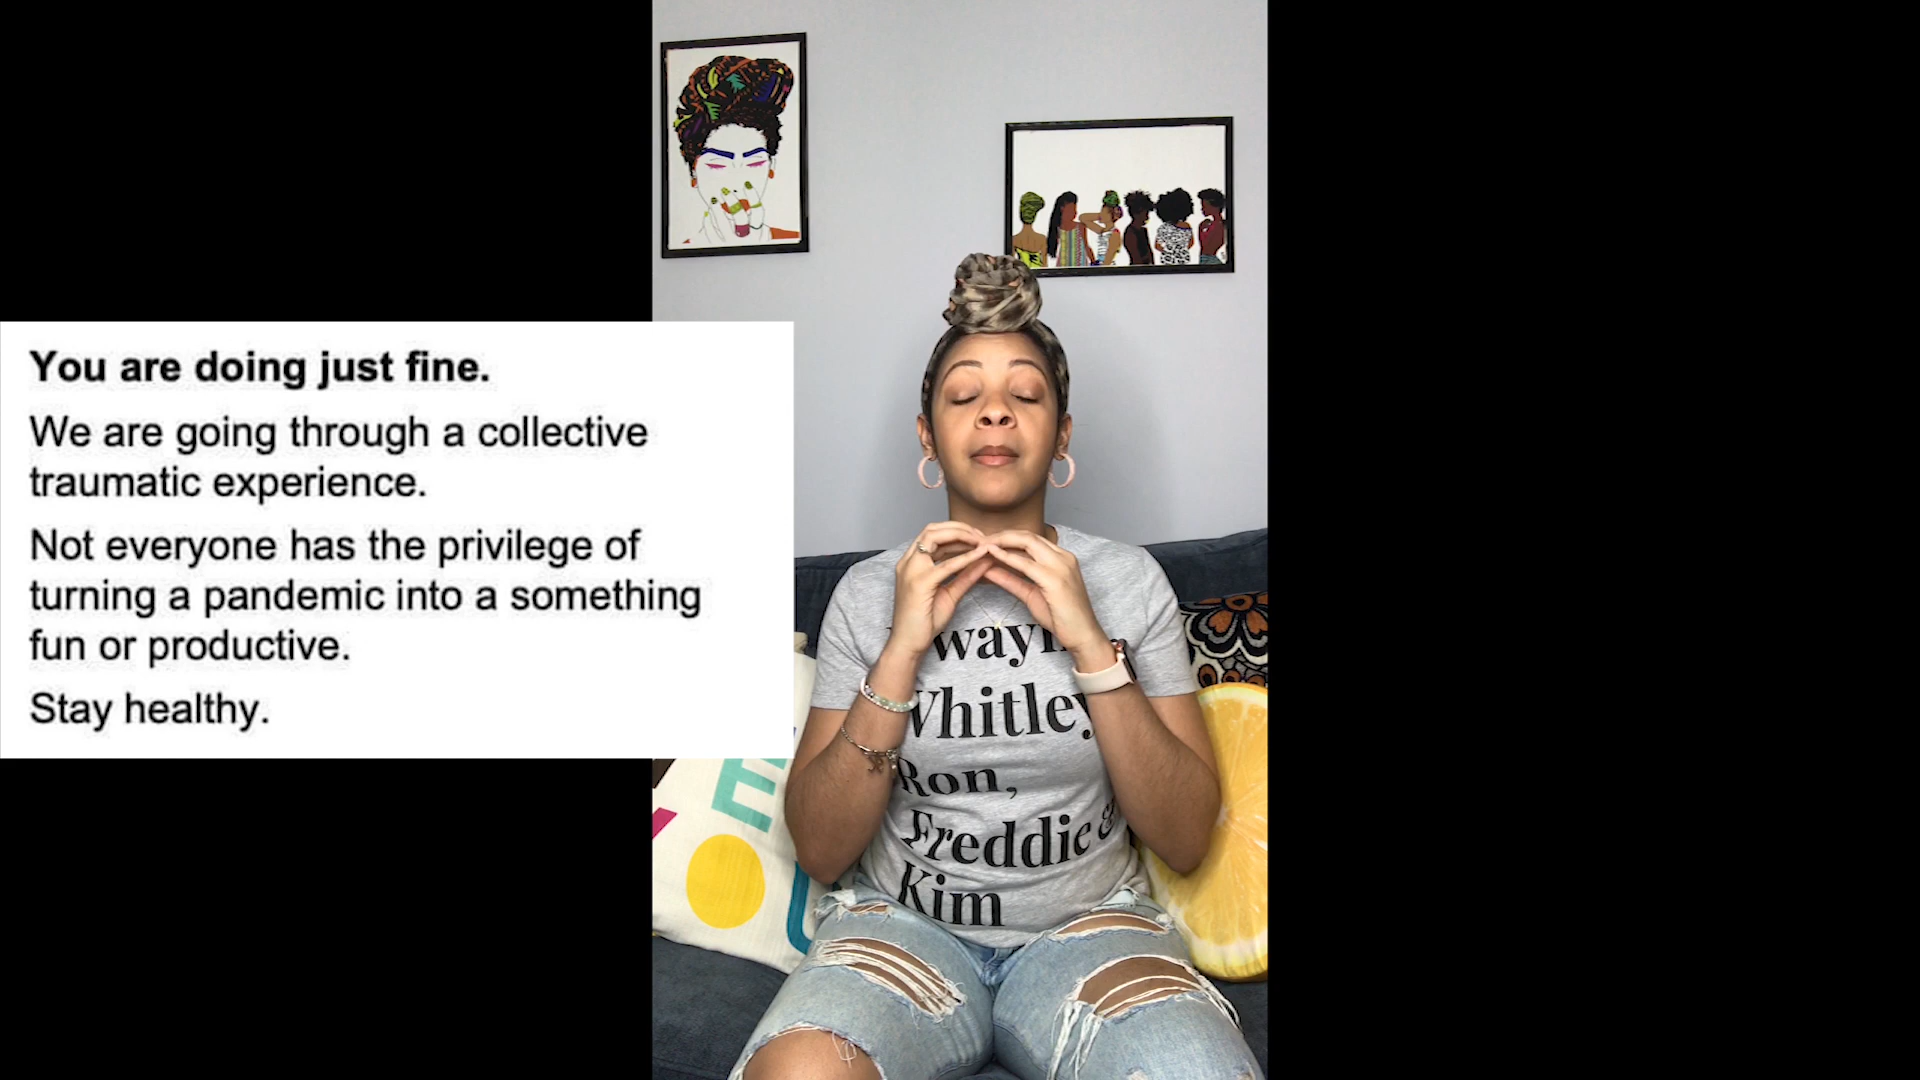 You are doing just fine.
We are going through a collective
traumatic experience.
Not everyone has the privilege of
turning a pandemic into a something
fun or productive.
Stay healthy.
Whitley
Ron,
Freddie &
Kim